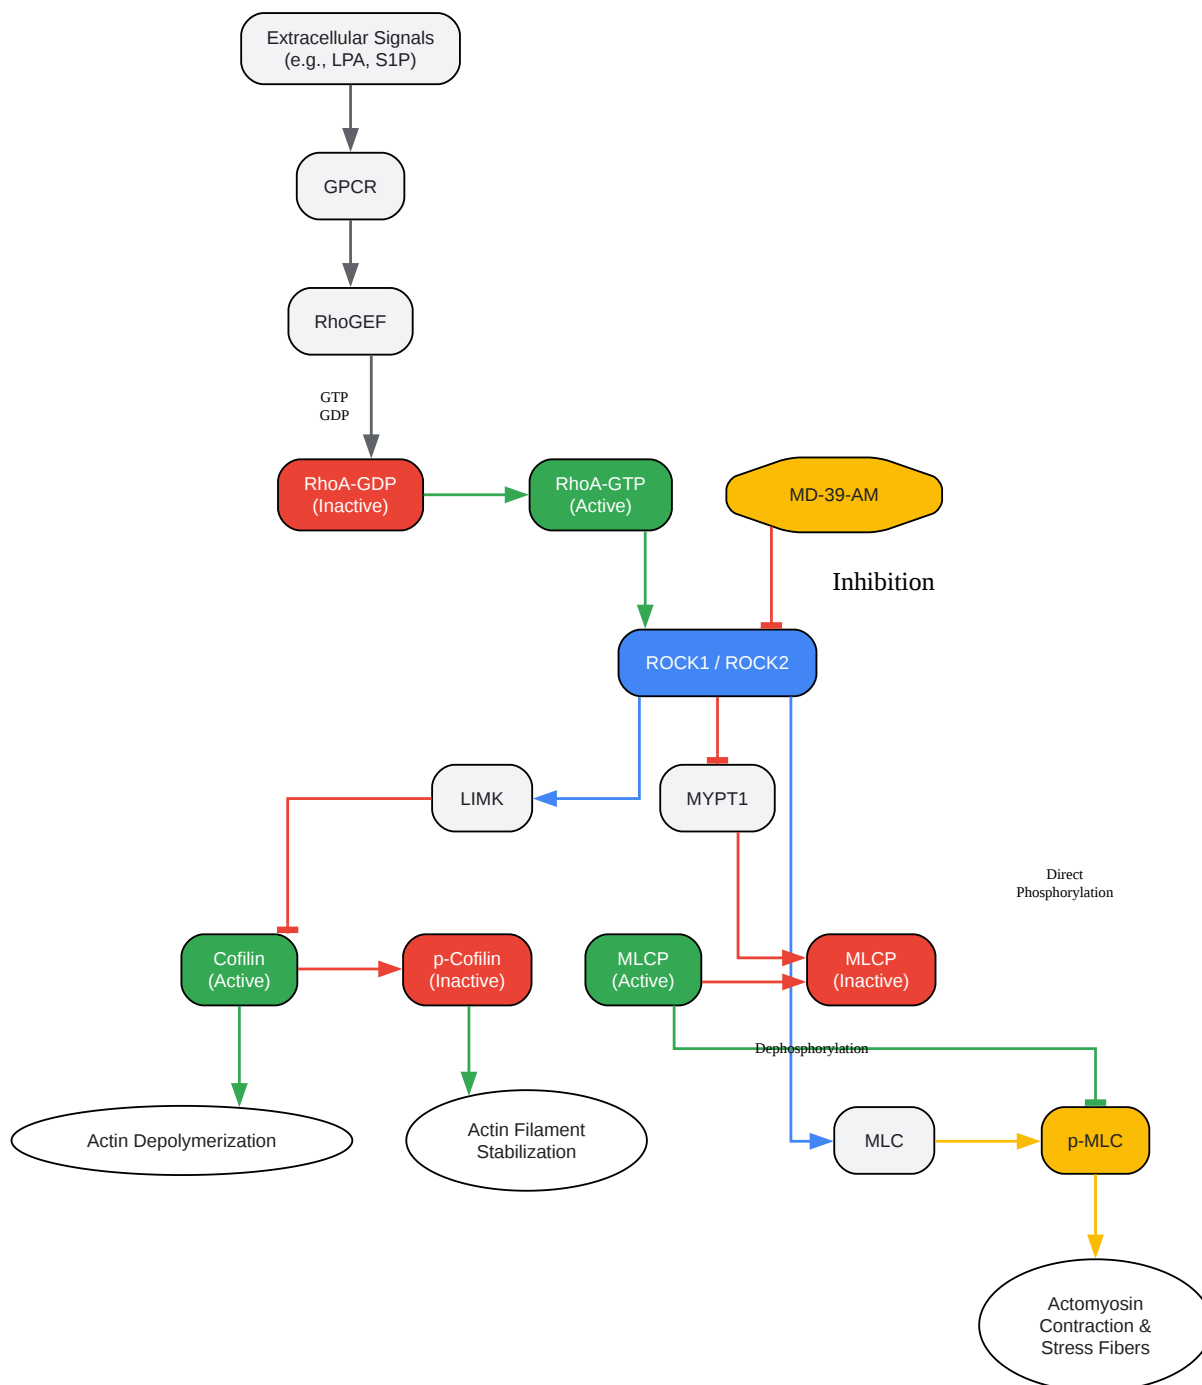 Extracellular Signals
(e.g., LPA, S1P)
GPCR
RhoGEF
GTP
GDP
RhoA-GDP
(Inactive)
RhoA-GTP
(Active)
MD-39-AM
Inhibition
ROCK1 / ROCK2
LIMK
MYPT1
Direct
Phosphorylation
Cofilin
(Active)
p-Cofilin
(Inactive)
MLCP
(Active)
MLCP
(Inactive)
Dephosphorylation
Actin Depolymerization
Actin Filament
Stabilization
MLC
p-MLC
Actomyosin
Contraction &
Stress Fibers